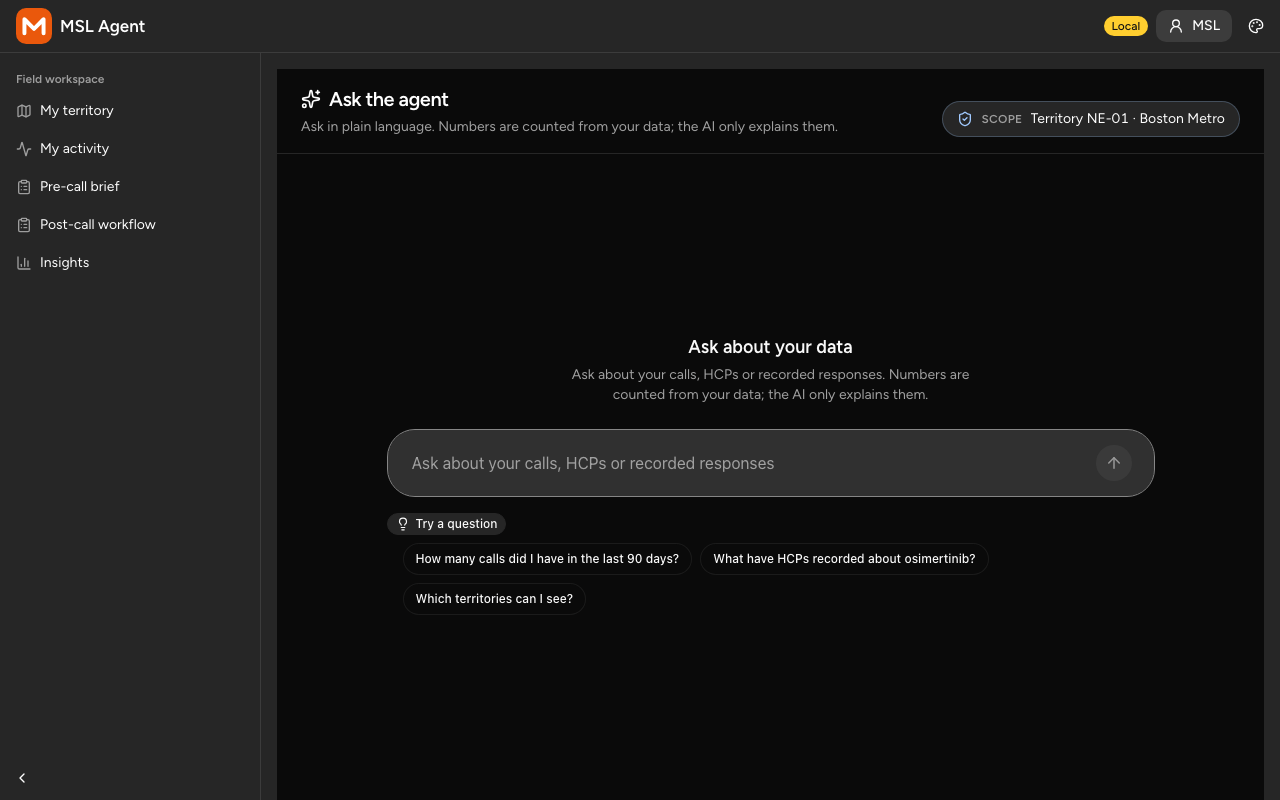 MSL Agent
Local
MSL
Field workspace
My territory
My activity
Pre-call brief
Post-call workflow
Insights
Ask the agent
Ask in plain language. Numbers are counted from your data; the AI only explains them.
SCOPE Territory NE-01 · Boston Metro
Ask about your data
Ask about your calls, HCPs or recorded responses. Numbers are
counted from your data; the AI only explains them.
Ask about your calls, HCPs or recorded responses
Try a question
How many calls did I have in the last 90 days?
What have HCPs recorded about osimertinib?
Which territories can I see?